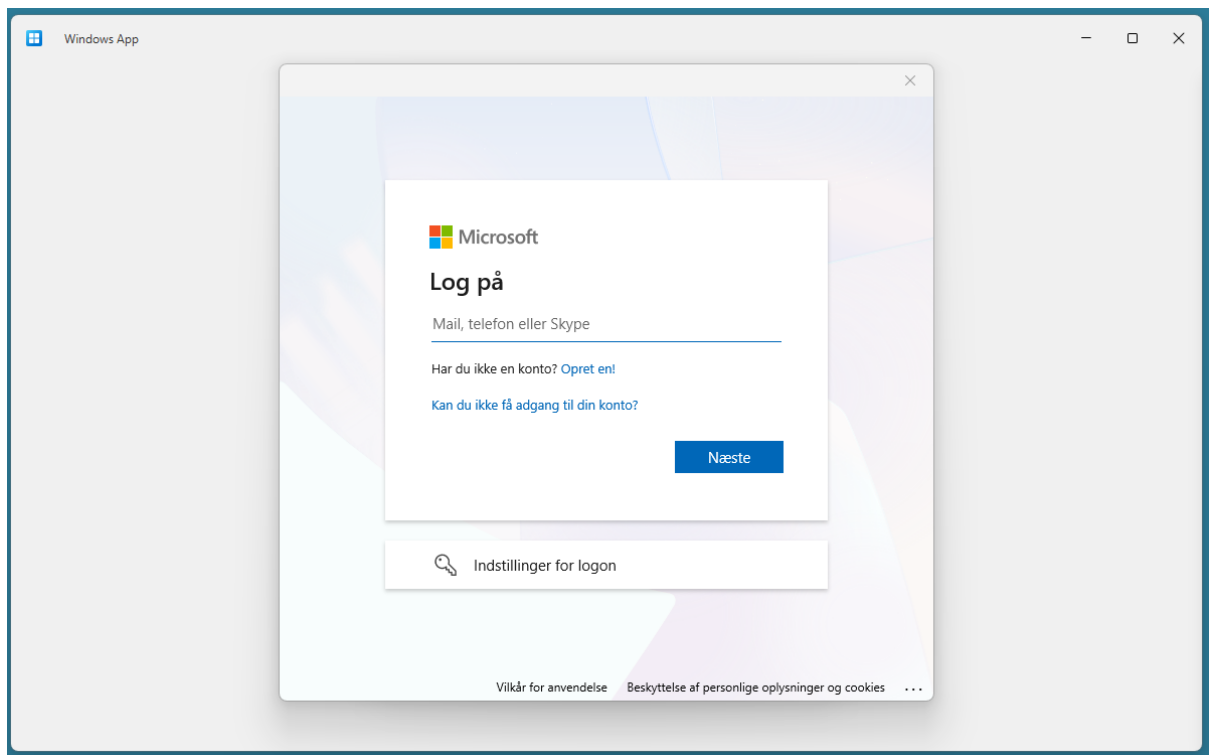 Windows App
Microsoft
Log på
Mail, telefon eller Skype
Har du ikke en konto? Opret en!
Kan du ikke få adgang til din konto?
Næste
Indstillinger for logon
Vilkår for anvendelse Beskyttelse af personlige oplysninger og cookies ...